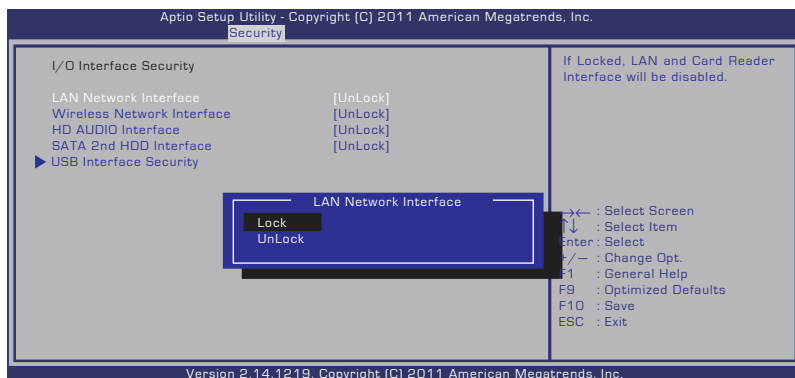 Aptio Setup Utility - Copyright (C) 2011 American Megatrends, Inc.
Security
I/O Interface Security
LAN Network Interface [UnLock]
Wireless Network Interface [UnLock]
HD AUDIO Interface [UnLock]
SATA 2nd HDD Interface [UnLock]
USB Interface Security
If Locked, LAN and Card Reader
Interface will be disabled.
LAN Network Interface
Lock
UnLock
→← : Select Screen
↑↓ : Select Item
Enter : Select
+/— : Change Opt.
F1 : General Help
F9 : Optimized Defaults
F10 : Save
ESC : Exit
Version 2.14.1219. Copyright (C) 2011 American Megatrends, Inc.